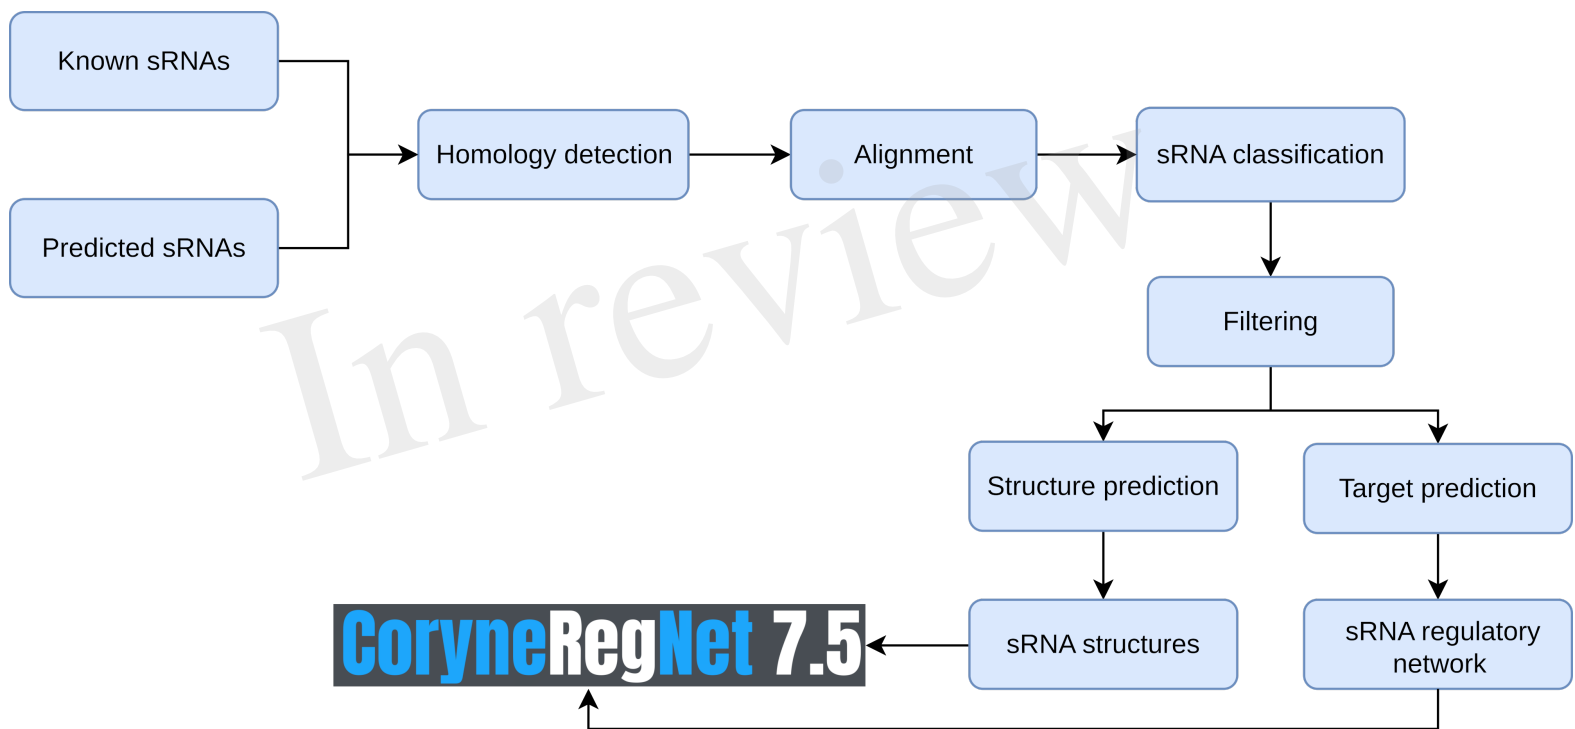 Known sRNAs
Predicted sRNAs
Homology detection
Alignment
sRNA classification
Filtering
Structure prediction
Target prediction
sRNA structures
sRNA regulatory
network
CoryneRegNet 7.5
In review